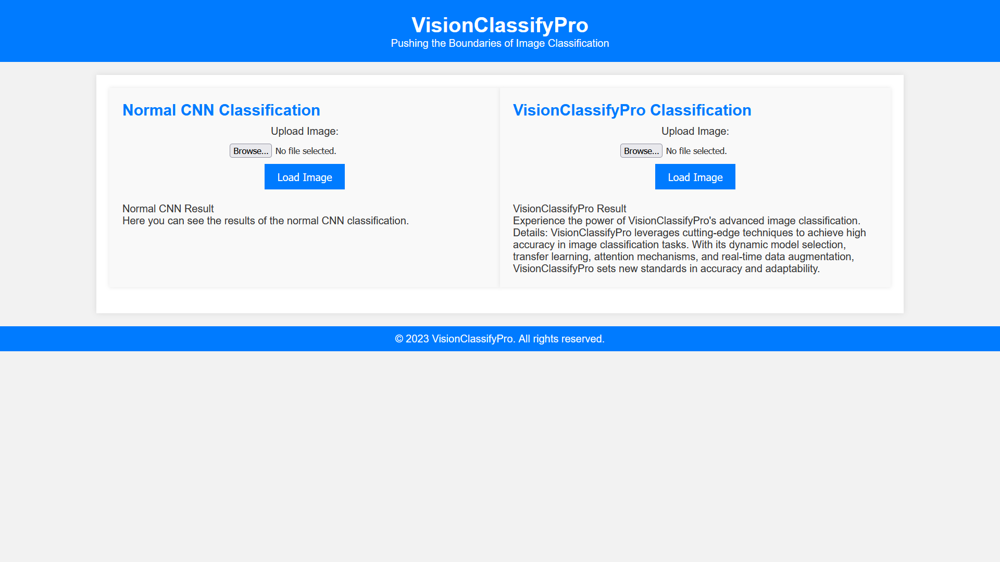 VisionClassifyPro
Pushing the Boundaries of Image Classification
Normal CNN Classification
Upload Image:
Browse... No file selected.
Load Image
Normal CNN Result
Here you can see the results of the normal CNN classification.
VisionClassifyPro Classification
Upload Image:
Browse... No file selected.
Load Image
VisionClassifyPro Result
Experience the power of VisionClassifyPro's advanced image classification.
Details: VisionClassifyPro leverages cutting-edge techniques to achieve high
accuracy in image classification tasks. With its dynamic model selection,
transfer learning, attention mechanisms, and real-time data augmentation,
VisionClassifyPro sets new standards in accuracy and adaptability.
© 2023 VisionClassifyPro. All rights reserved.